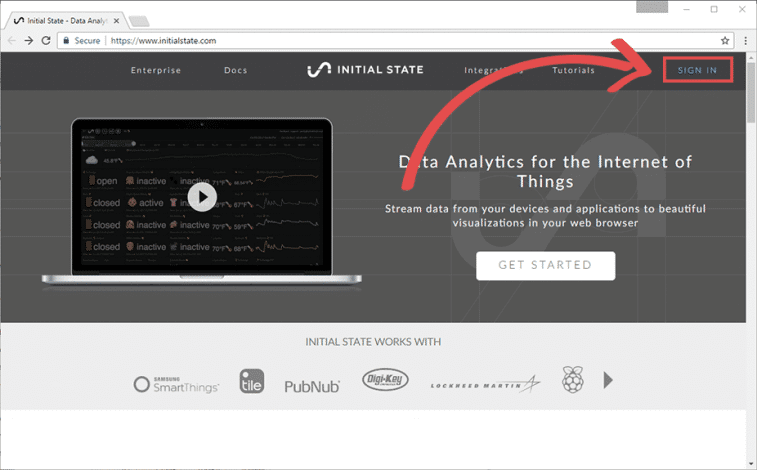 Initial State - Data Analyt
Secure
https://www.initialstate.com
Enterprise
Docs
INITIAL STATE
Tutorials
SIGN IN
Data Analytics for the Internet of
Things
Stream data from your devices and applications to beautiful
visualizations in your web browser
GET STARTED
open
inactive
inactive
closed
active
inactive
closed
inactive
inactive
closed
inactive
inactive
INITIAL STATE WORKS WITH
SAMSUNG
SmartThings
tile
PubNub
Digi-Key
LOCKHEED MARTIN